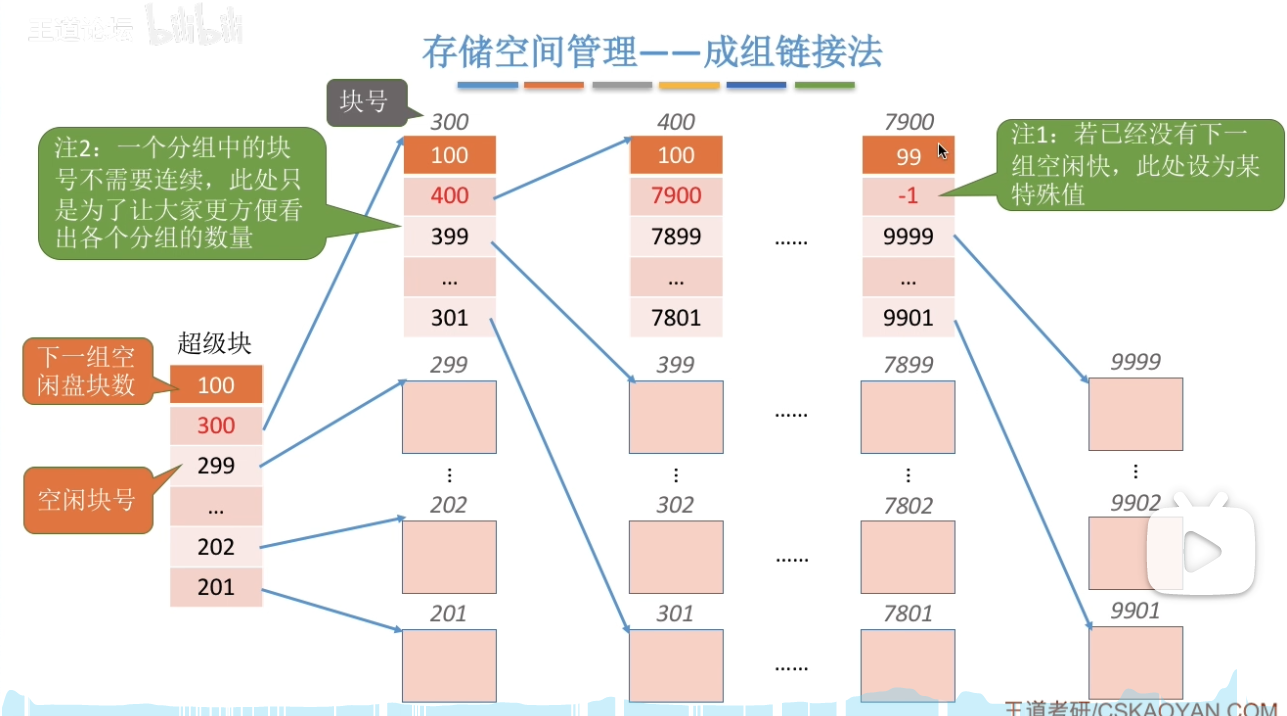 王道论坛 bilibili
存储空间管理——成组链接法
块号
300
400
7900
100
100
99
注2：一个分组中的块
号不需要连续，此处只
是为了让大家更方便看
出各个分组的数量
注1：若已经没有下一
组空闲快，此处设为某
特殊值
400
7900
-1
399
7899
......
9999
...
...
...
301
7801
9901
超级块
下一组空
闲盘块数
100
300
空闲块号
299
...
202
201
299
399
7899
9999
......
⋮
⋮
⋮
⋮
202
302
7802
9902
......
201
301
7801
9901
......
王道考研/CSKAOYAN.COM